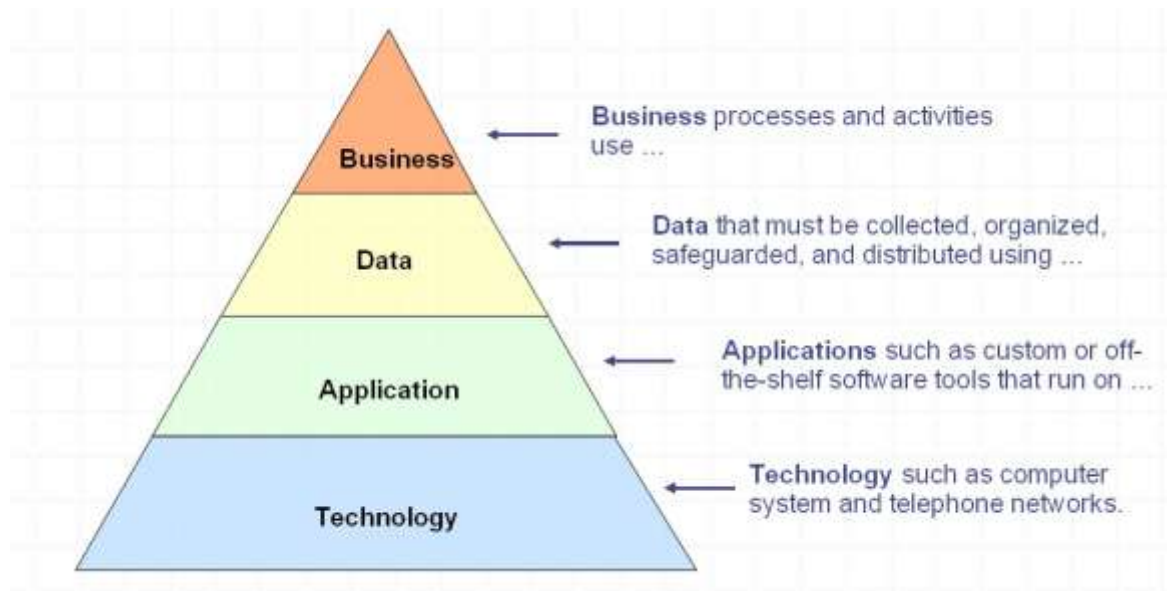 Business
Business processes and activities
use ...
Data
Data that must be collected, organized,
safeguarded, and distributed using ...
Application
Applications such as custom or off-
the-shelf software tools that run on ...
Technology
Technology such as computer
system and telephone networks.